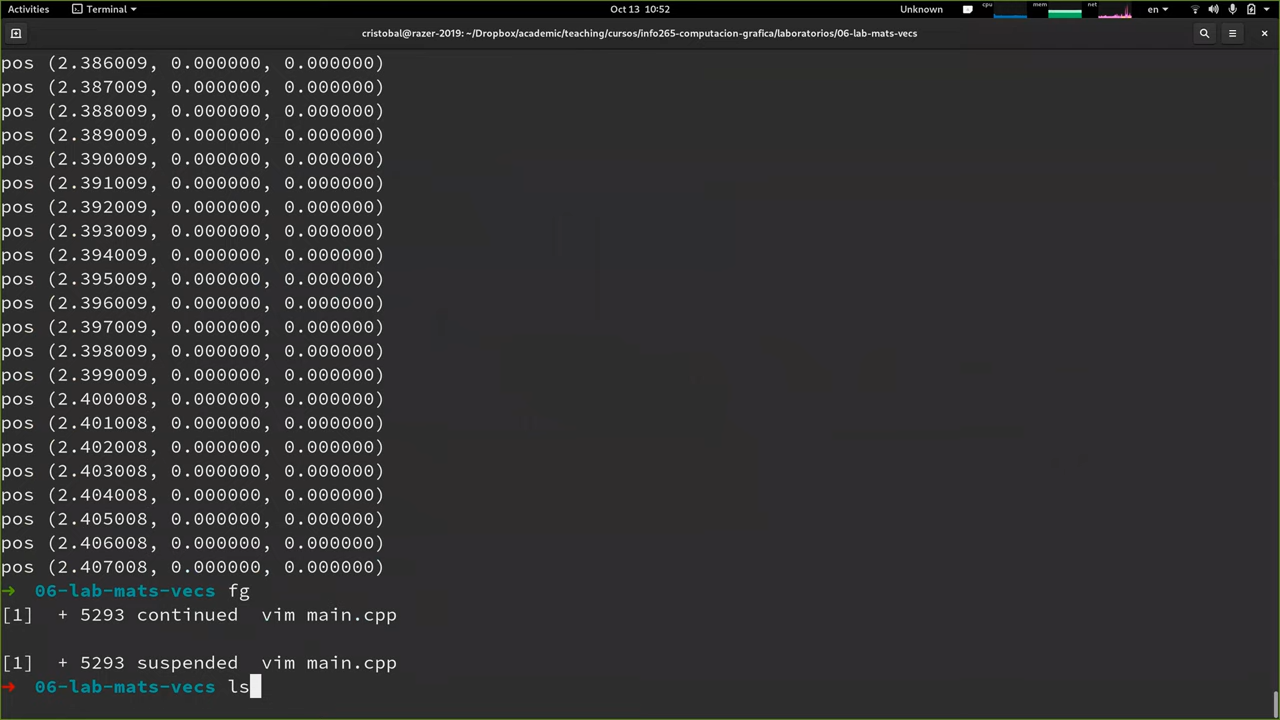 Activities Terminal Oct 13 10:52 Unknown cpu mem net en
cristobal@razer-2019: ~/Dropbox/academic/teaching/cursos/info265-computacion-grafica/laboratorios/06-lab-mats-vecs
pos (2.386009, 0.000000, 0.000000)
pos (2.387009, 0.000000, 0.000000)
pos (2.388009, 0.000000, 0.000000)
pos (2.389009, 0.000000, 0.000000)
pos (2.390009, 0.000000, 0.000000)
pos (2.391009, 0.000000, 0.000000)
pos (2.392009, 0.000000, 0.000000)
pos (2.393009, 0.000000, 0.000000)
pos (2.394009, 0.000000, 0.000000)
pos (2.395009, 0.000000, 0.000000)
pos (2.396009, 0.000000, 0.000000)
pos (2.397009, 0.000000, 0.000000)
pos (2.398009, 0.000000, 0.000000)
pos (2.399009, 0.000000, 0.000000)
pos (2.400008, 0.000000, 0.000000)
pos (2.401008, 0.000000, 0.000000)
pos (2.402008, 0.000000, 0.000000)
pos (2.403008, 0.000000, 0.000000)
pos (2.404008, 0.000000, 0.000000)
pos (2.405008, 0.000000, 0.000000)
pos (2.406008, 0.000000, 0.000000)
pos (2.407008, 0.000000, 0.000000)
➜ 06-lab-mats-vecs fg
[1] + 5293 continued vim main.cpp
[1] + 5293 suspended vim main.cpp
➜ 06-lab-mats-vecs ls